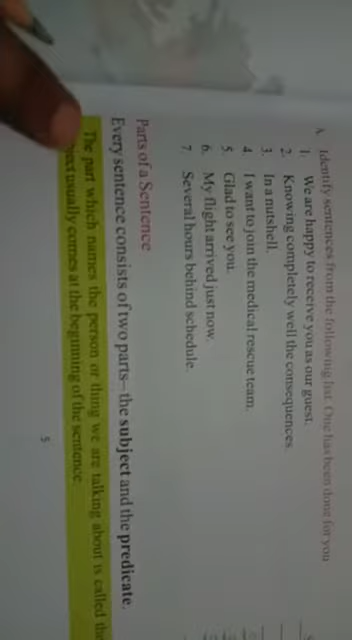 A. Identify sentences from the following list. One has been done for you
1. We are happy to receive you as our guest.
2. Knowing completely well the consequences.
3. In a nutshell.
4. I want to join the medical rescue team.
5. Glad to see you.
6. My flight arrived just now.
7. Several hours behind schedule.
Parts of a Sentence
Every sentence consists of two parts– the subject and the predicate.
The part which names the person or thing we are talking about is called the
usually comes at the beginning of the sentence.
5